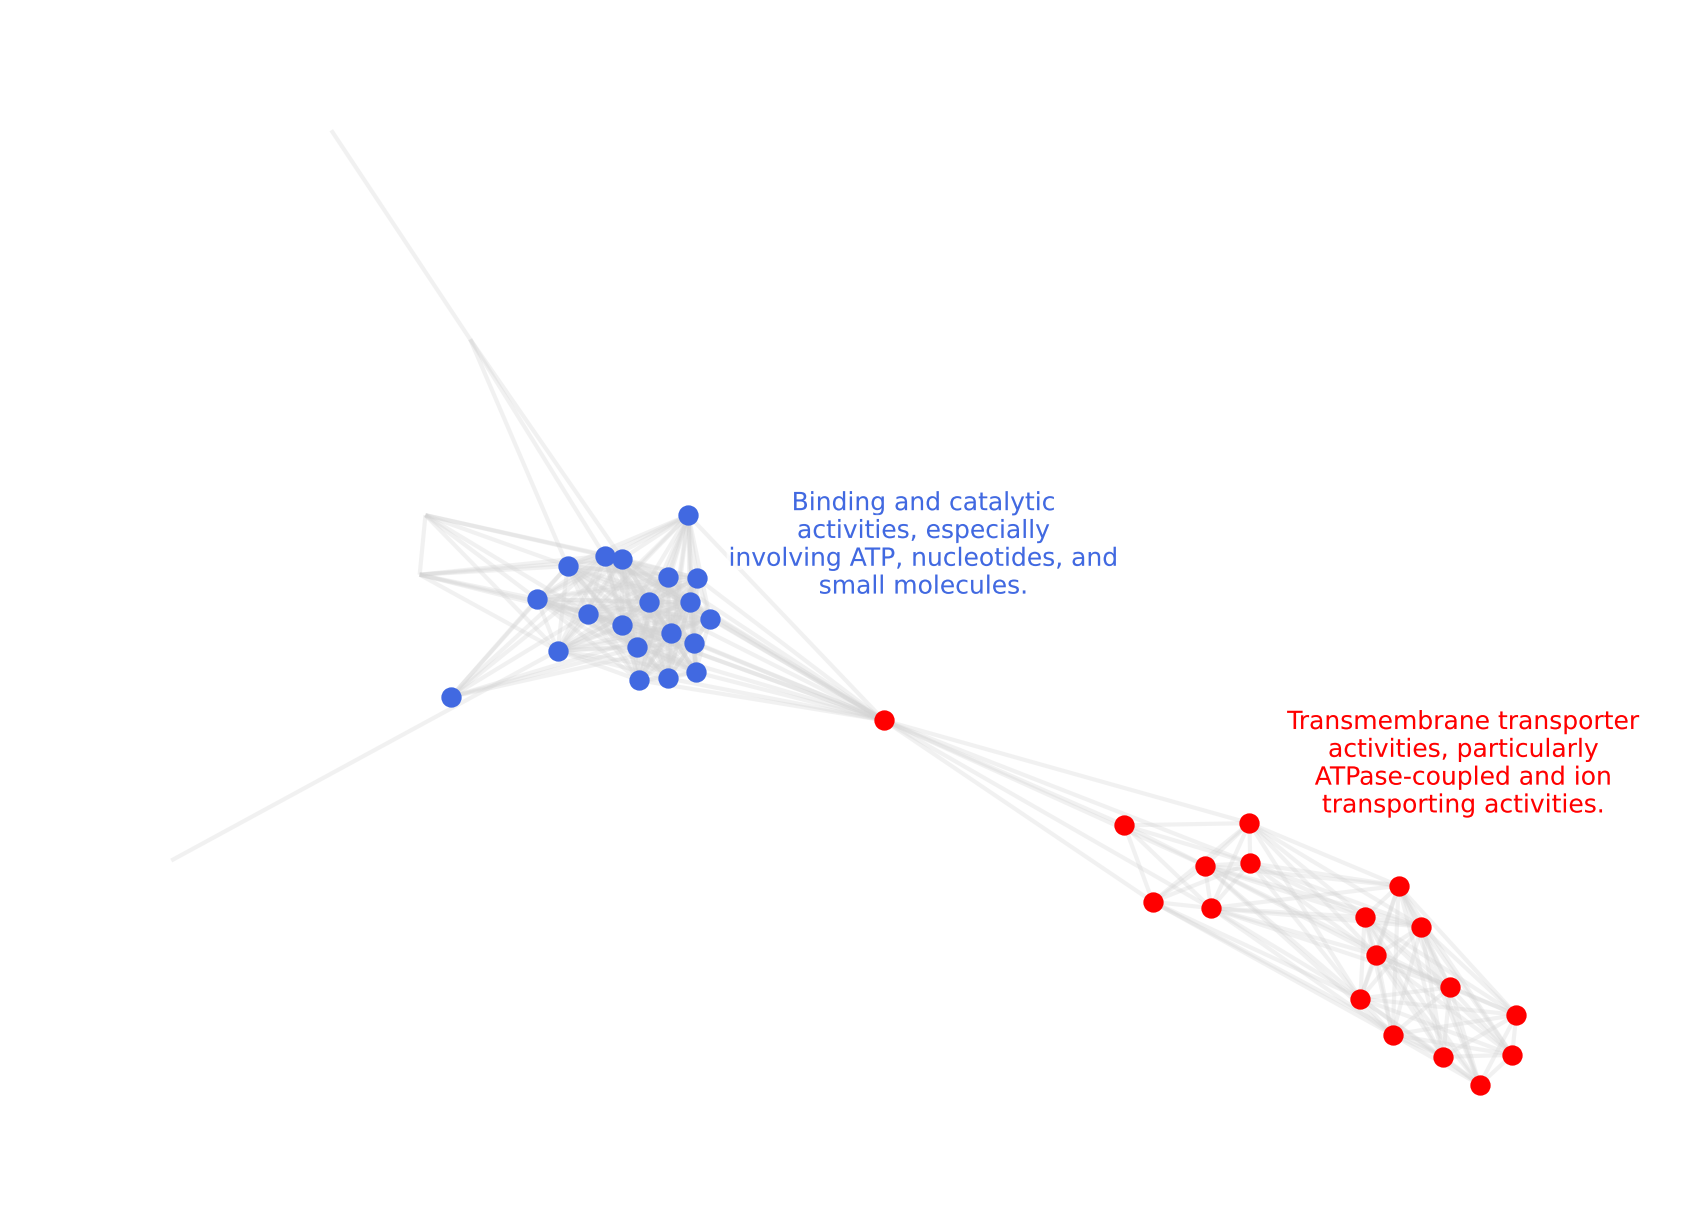 Binding and catalytic
activities, especially
involving ATP, nucleotides, and
small molecules.
Transmembrane transporter
activities, particularly
ATPase-coupled and ion
transporting activities.